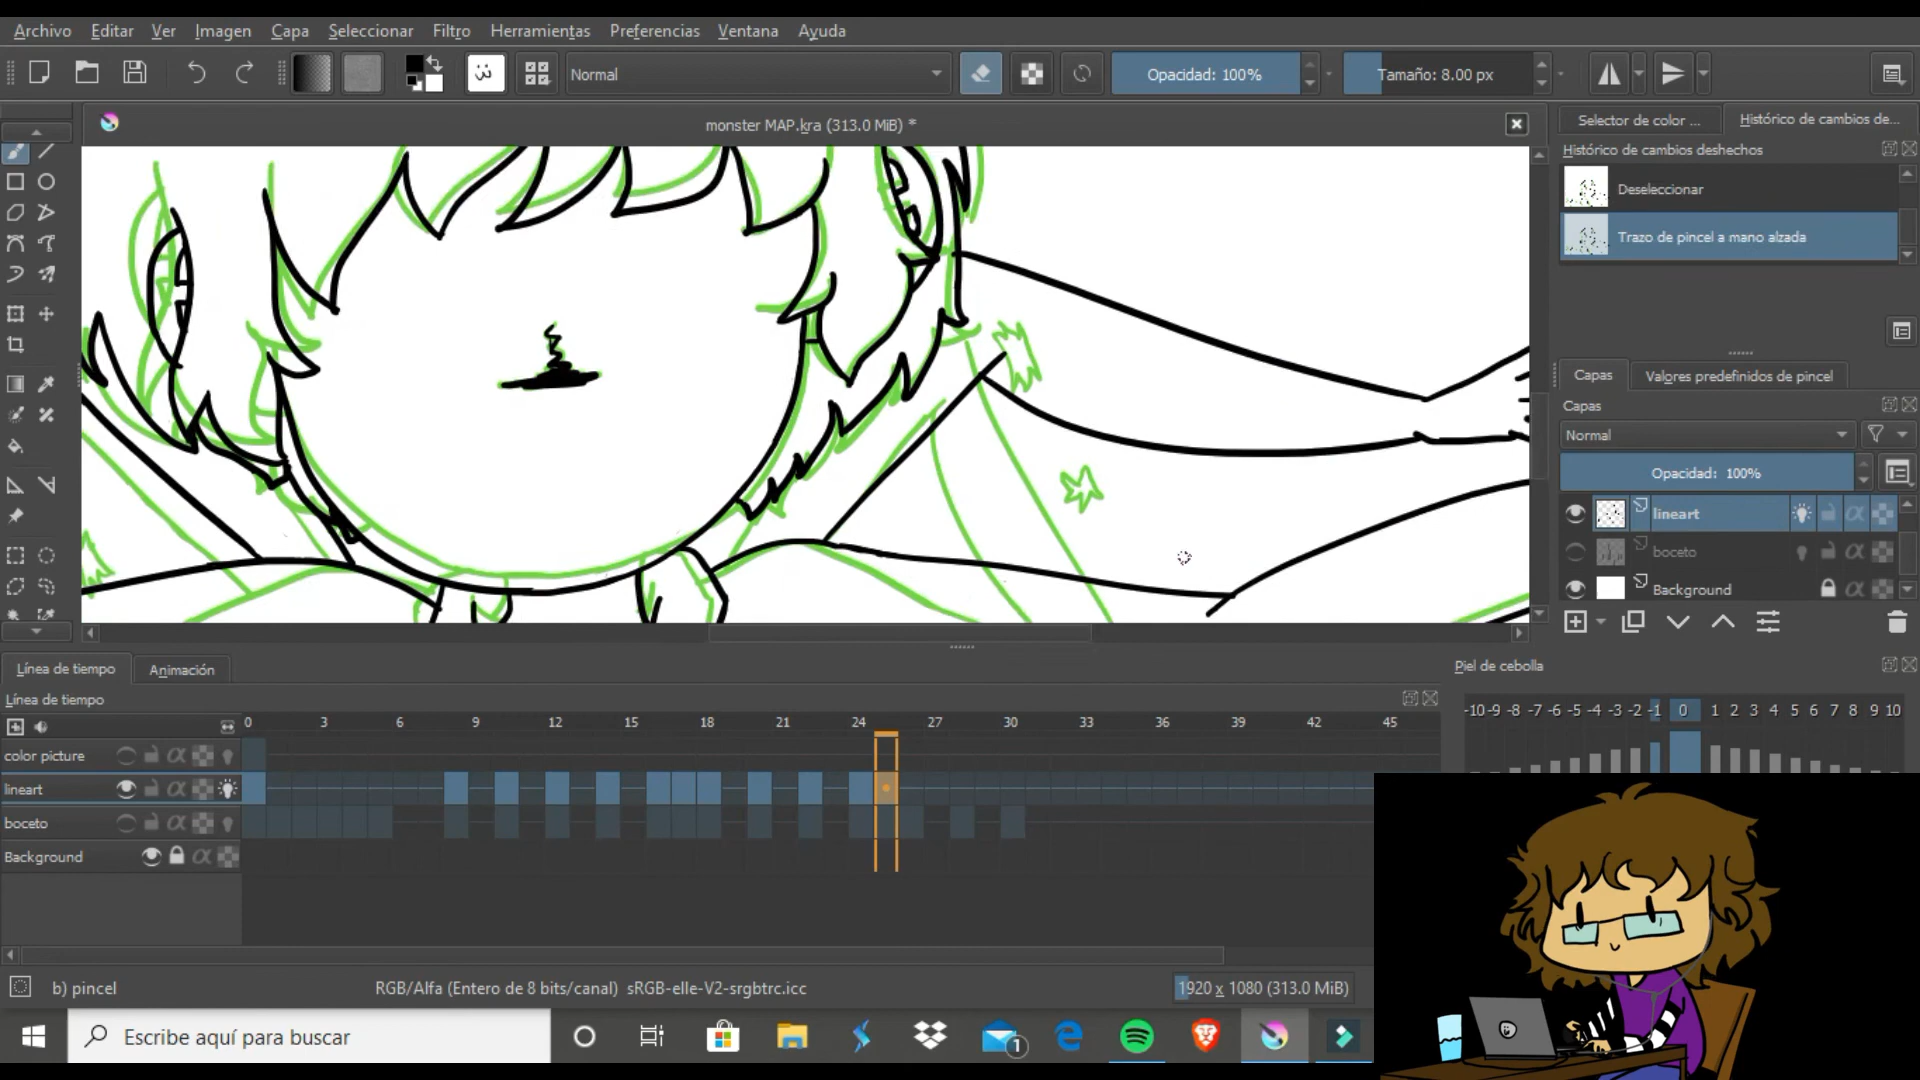 Archivo Editar Ver Imagen Capa Seleccionar Filtro Herramientas Preferencias Ventana Ayuda
Normal Opacidad: 100% Tamaño: 8.00 px
monster MAP.kra (313.0 MiB) *
Selector de color ... Histórico de cambios de...
Histórico de cambios deshechos
Deseleccionar
Trazo de pincel a mano alzada
Capas Valores predefinidos de pincel
Capas
Normal
Opacidad: 100%
lineart
boceto
Background
Línea de tiempo Animación
Línea de tiempo
Piel de cebolla
0 3 6 9 12 15 18 21 24 27 30 33 36 39 42 45
-10 -9 -8 -7 -6 -5 -4 -3 -2 -1 0 1 2 3 4 5 6 7 8 9 10
color picture
lineart
boceto
Background
b) pincel RGB/Alfa (Entero de 8 bits/canal) sRGB-elle-V2-srgbtrc.icc 1920 x 1080 (313.0 MiB)
Escribe aquí para buscar
1